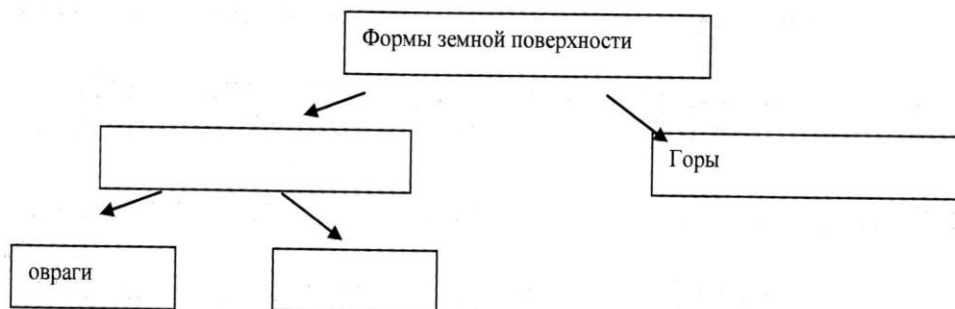 Формы земной поверхности
Горы
овраги